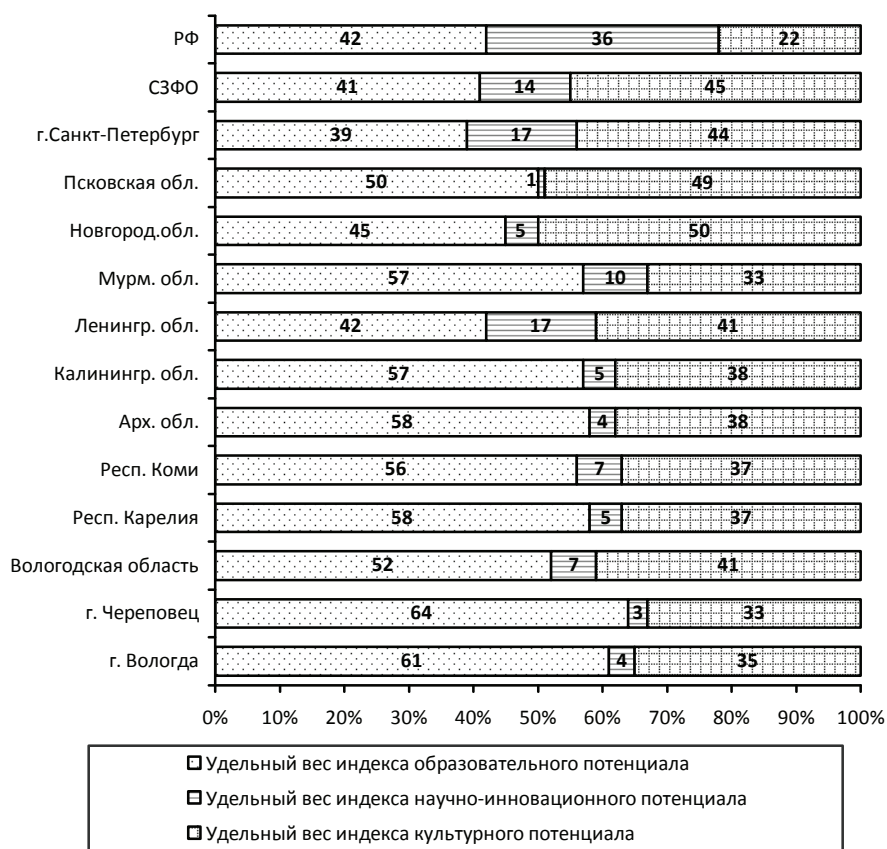 РФ 42 36 22
СЗФО 41 14 45
г.Санкт-Петербург 39 17 44
Псковская обл. 50 1 49
Новгород.обл. 45 5 50
Мурм. обл. 57 10 33
Ленингр. обл. 42 17 41
Калинингр. обл. 57 5 38
Арх. обл. 58 4 38
Респ. Коми 56 7 37
Респ. Карелия 58 5 37
Вологодская область 52 7 41
г. Череповец 64 3 33
г. Вологда 61 4 35
0% 10% 20% 30% 40% 50% 60% 70% 80% 90% 100%
Удельный вес индекса образовательного потенциала
Удельный вес индекса научно-инновационного потенциала
Удельный вес индекса культурного потенциала